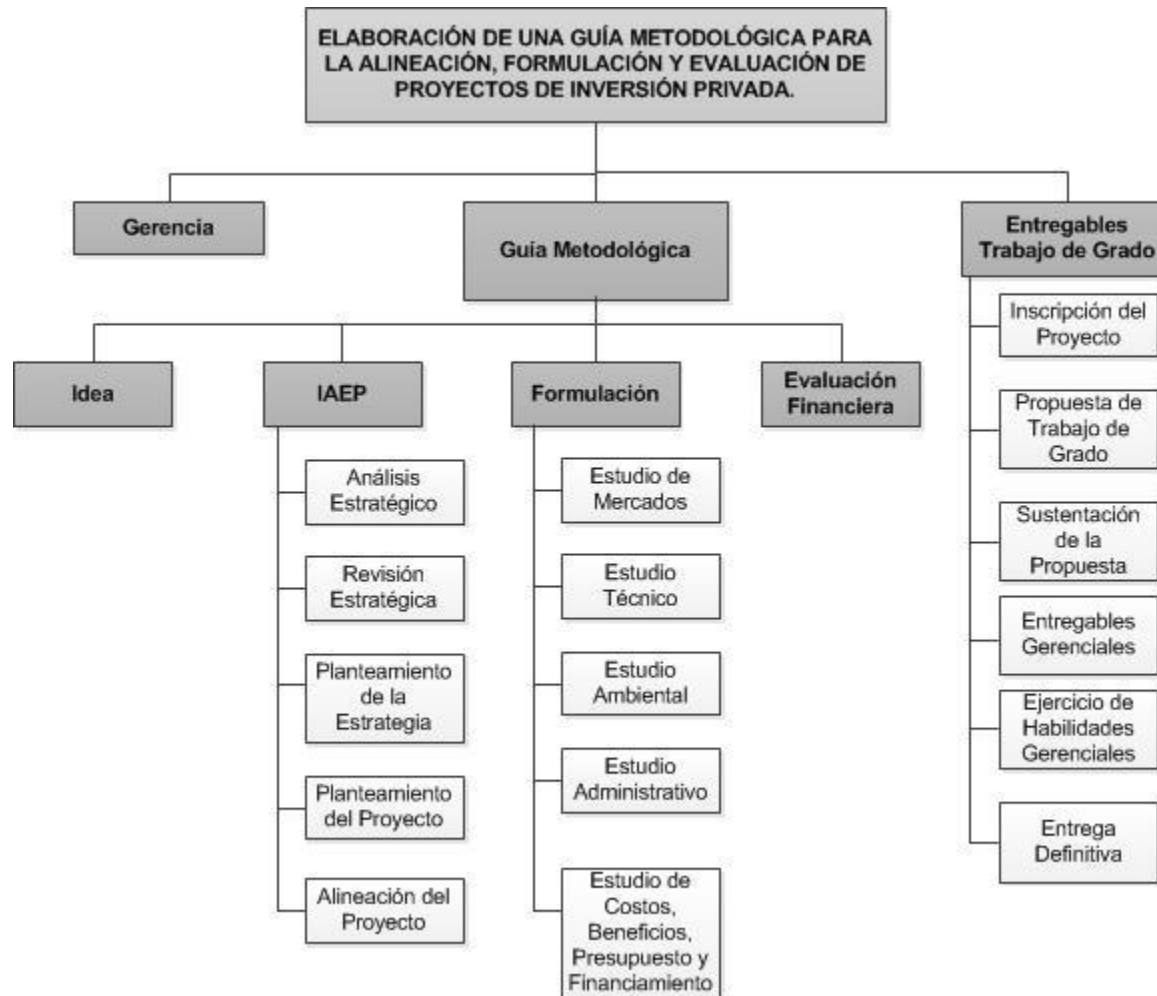 ELABORACIÓN DE UNA GUÍA METODOLÓGICA PARA
LA ALINEACIÓN, FORMULACIÓN Y EVALUACIÓN DE
PROYECTOS DE INVERSIÓN PRIVADA.
Gerencia
Guía Metodológica
Entregables
Trabajo de Grado
Idea
IAEP
Formulación
Evaluación
Financiera
Análisis
Estratégico
Revisión
Estratégica
Planteamiento
de la
Estrategia
Planteamiento
del Proyecto
Alineación del
Proyecto
Estudio de
Mercados
Estudio
Técnico
Estudio
Ambiental
Estudio
Administrativo
Estudio de
Costos,
Beneficios,
Presupuesto y
Financiamiento
Inscripción del
Proyecto
Propuesta de
Trabajo de
Grado
Sustentación
de la
Propuesta
Entregables
Gerenciales
Ejercicio de
Habilidades
Gerenciales
Entrega
Definitiva